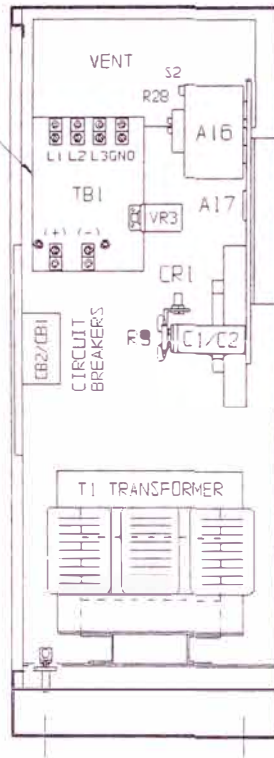 VENT
S2
R28
A16
L1 L2 L3 GND
TB1
VR3
A17
(+) (-)
CR1
C1/C2
CB2/CB1
CIRCUIT
BREAKERS
T1 TRANSFORMER